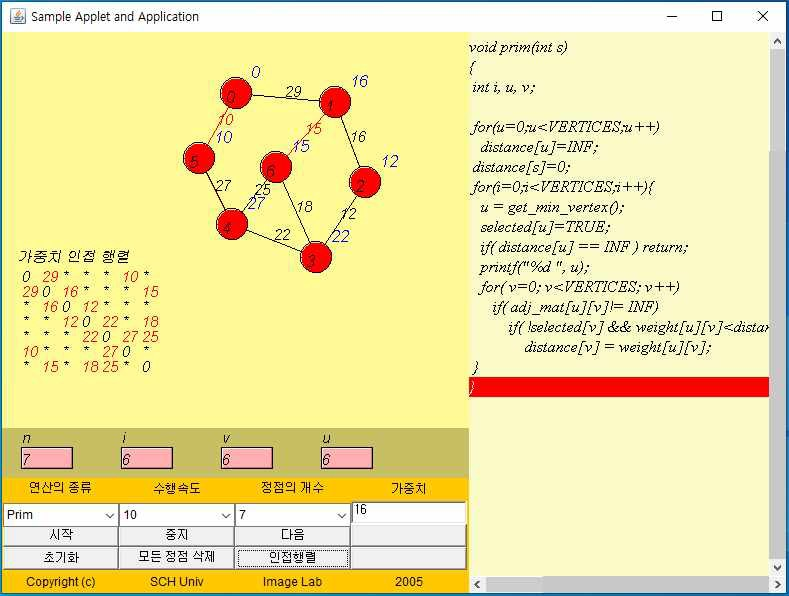 Sample Applet and Application
0
16
0
29
1
10
15
16
10
15
5
6
12
2
27
25
27
18
12
4
22
22
3
가중치 인접 행렬
0 29 * * * 10 *
29 0 16 * * * 15
* 16 0 12 * * *
* * 12 0 22 * 18
* * * 22 0 27 25
10 * * * 27 0 *
* 15 * 18 25 * 0
n i v u
7 6 6 6
연산의 종류 수행속도 정점의 개수 가중치
Prim 10 7 16
시작 중지 다음
초기화 모든 정점 삭제 인접행렬
Copyright (c) SCH Univ Image Lab 2005
void prim(int s)
{
int i, u, v;
for(u=0;u<VERTICES;u++)
distance[u]=INF;
distance[s]=0;
for(i=0;i<VERTICES;i++){
u = get_min_vertex();
selected[u]=TRUE;
if( distance[u] == INF ) return;
printf("%d ", u);
for( v=0; v<VERTICES; v++)
if( adj_mat[u][v]!= INF)
if( !selected[v] && weight[u][v]<distan
distance[v] = weight[u][v];
}
}